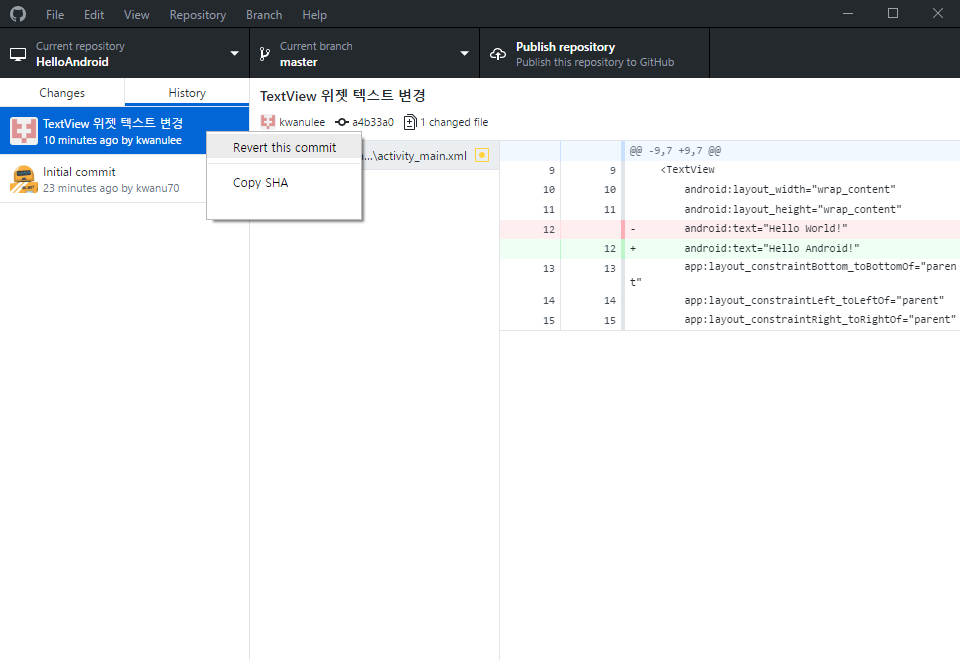 File Edit View Repository Branch Help
Current repository
HelloAndroid
Current branch
master
Publish repository
Publish this repository to GitHub
Changes History
TextView 위젯 텍스트 변경
10 minutes ago by kwanulee
Initial commit
23 minutes ago by kwanu70
Revert this commit
Copy SHA
TextView 위젯 텍스트 변경
kwanulee a4b33a0 1 changed file
...\activity_main.xml
@@ -9,7 +9,7 @@
9 9 <TextView
10 10 android:layout_width="wrap_content"
11 11 android:layout_height="wrap_content"
12 - android:text="Hello World!"
12 + android:text="Hello Android!"
13 13 app:layout_constraintBottom_toBottomOf="paren
t"
14 14 app:layout_constraintLeft_toLeftOf="parent"
15 15 app:layout_constraintRight_toRightOf="parent"